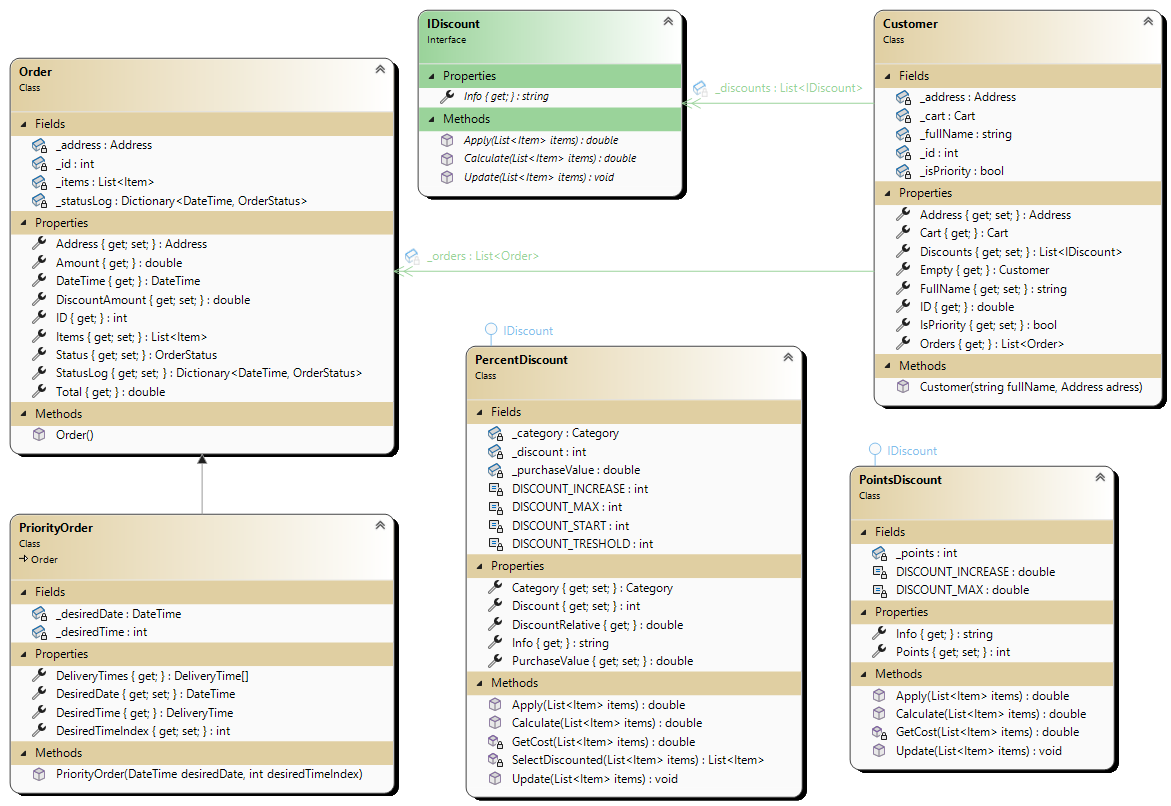 Order
Class
Fields
_address : Address
_id : int
_items : List<Item>
_statusLog : Dictionary<DateTime, OrderStatus>
Properties
Address { get; set; } : Address
Amount { get; } : double
DateTime { get; } : DateTime
DiscountAmount { get; set; } : double
ID { get; } : int
Items { get; set; } : List<Item>
Status { get; set; } : OrderStatus
StatusLog { get; set; } : Dictionary<DateTime, OrderStatus>
Total { get; } : double
Methods
Order()
IDiscount
Interface
Properties
Info { get; } : string
Methods
Apply(List<Item> items) : double
Calculate(List<Item> items) : double
Update(List<Item> items) : void
_discounts : List<IDiscount>
_orders : List<Order>
Customer
Class
Fields
_address : Address
_cart : Cart
_fullName : string
_id : int
_isPriority : bool
Properties
Address { get; set; } : Address
Cart { get; } : Cart
Discounts { get; set; } : List<IDiscount>
Empty { get; } : Customer
FullName { get; set; } : string
ID { get; } : double
IsPriority { get; set; } : bool
Orders { get; } : List<Order>
Methods
Customer(string fullName, Address adress)
PriorityOrder
Class
Order
Fields
_desiredDate : DateTime
_desiredTime : int
Properties
DeliveryTimes { get; } : DeliveryTime[]
DesiredDate { get; set; } : DateTime
DesiredTime { get; } : DeliveryTime
DesiredTimeIndex { get; set; } : int
Methods
PriorityOrder(DateTime desiredDate, int desiredTimeIndex)
IDiscount
PercentDiscount
Class
Fields
_category : Category
_discount : int
_purchaseValue : double
DISCOUNT_INCREASE : int
DISCOUNT_MAX : int
DISCOUNT_START : int
DISCOUNT_TRESHOLD : int
Properties
Category { get; set; } : Category
Discount { get; set; } : int
DiscountRelative { get; } : double
Info { get; } : string
PurchaseValue { get; set; } : double
Methods
Apply(List<Item> items) : double
Calculate(List<Item> items) : double
GetCost(List<Item> items) : double
SelectDiscounted(List<Item> items) : List<Item>
Update(List<Item> items) : void
IDiscount
PointsDiscount
Class
Fields
_points : int
DISCOUNT_INCREASE : double
DISCOUNT_MAX : double
Properties
Info { get; } : string
Points { get; set; } : int
Methods
Apply(List<Item> items) : double
Calculate(List<Item> items) : double
GetCost(List<Item> items) : double
Update(List<Item> items) : void